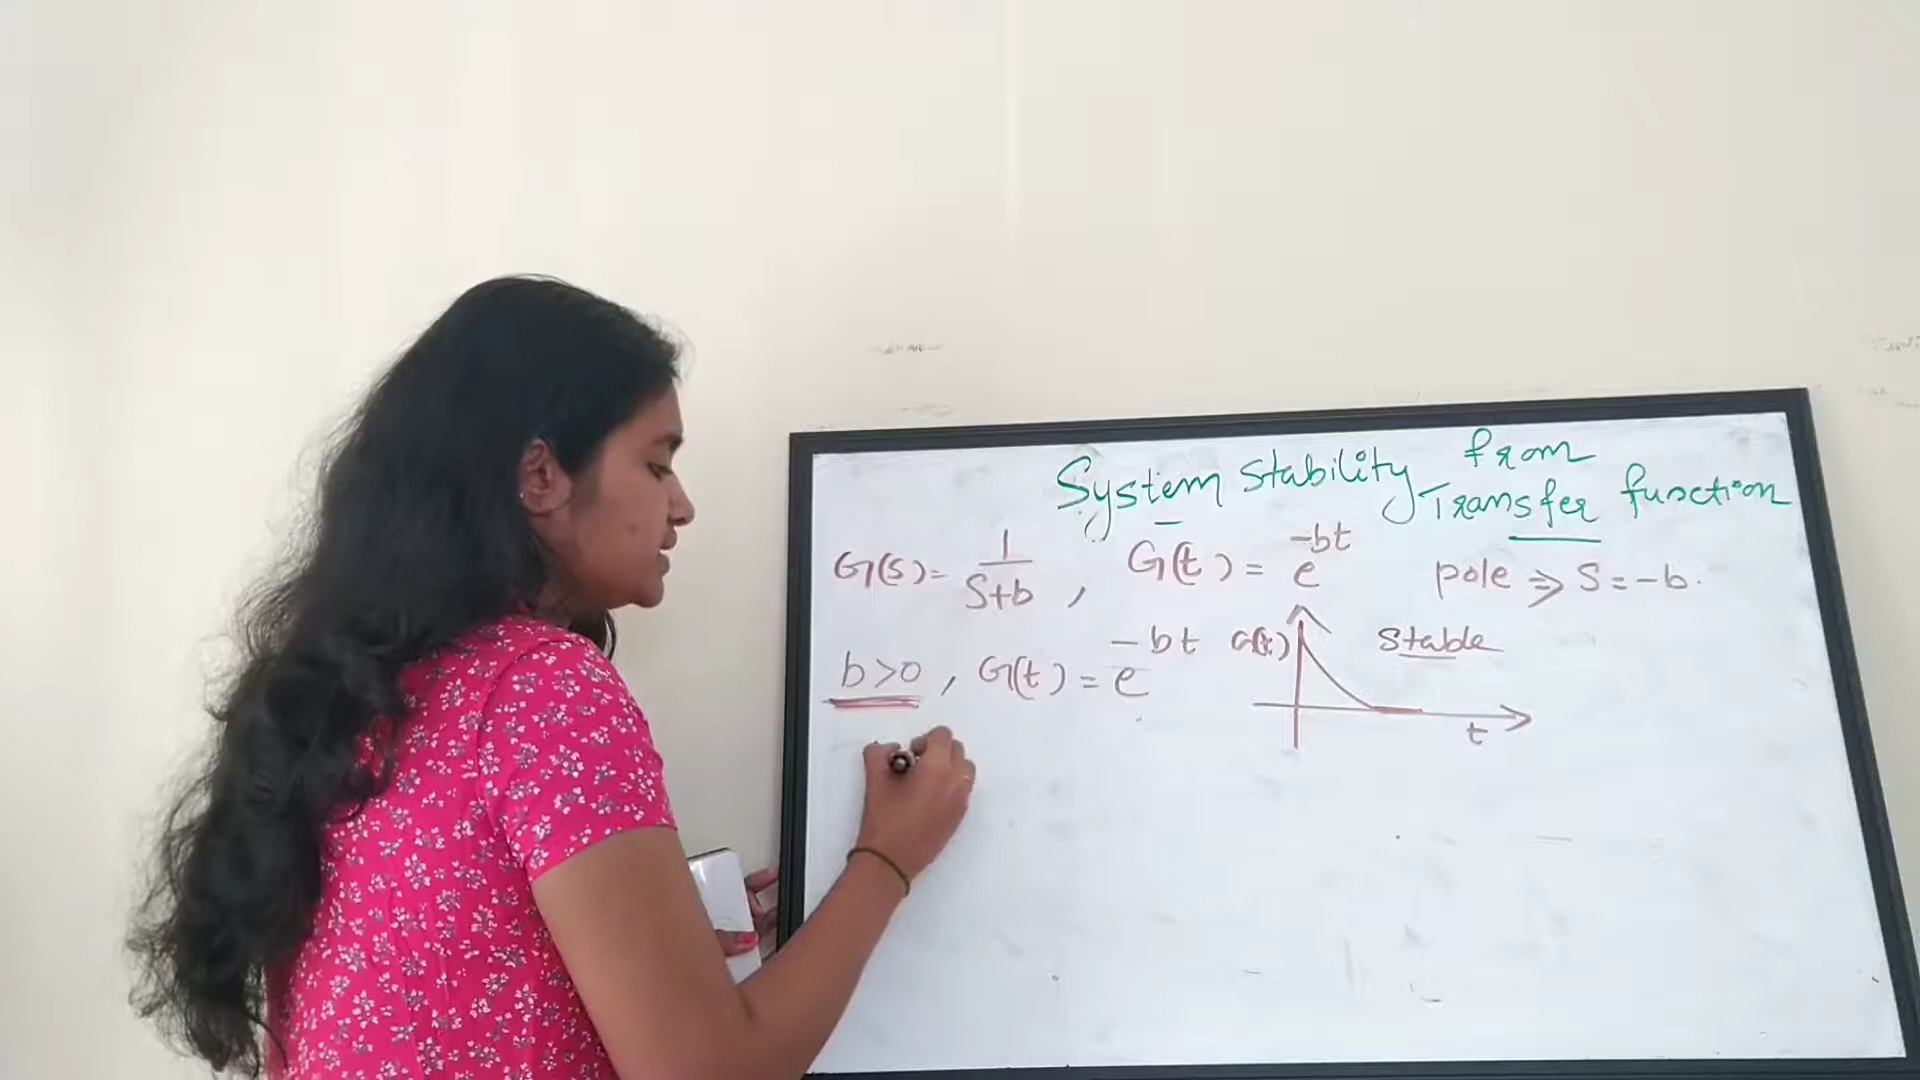 System Stability from
Transfer function
G(s) = 1/(S+b) , G(t) = e^{-bt} pole ⇒ S = -b.
b>0 , G(t) = e^{-bt} G(t) Stable
t